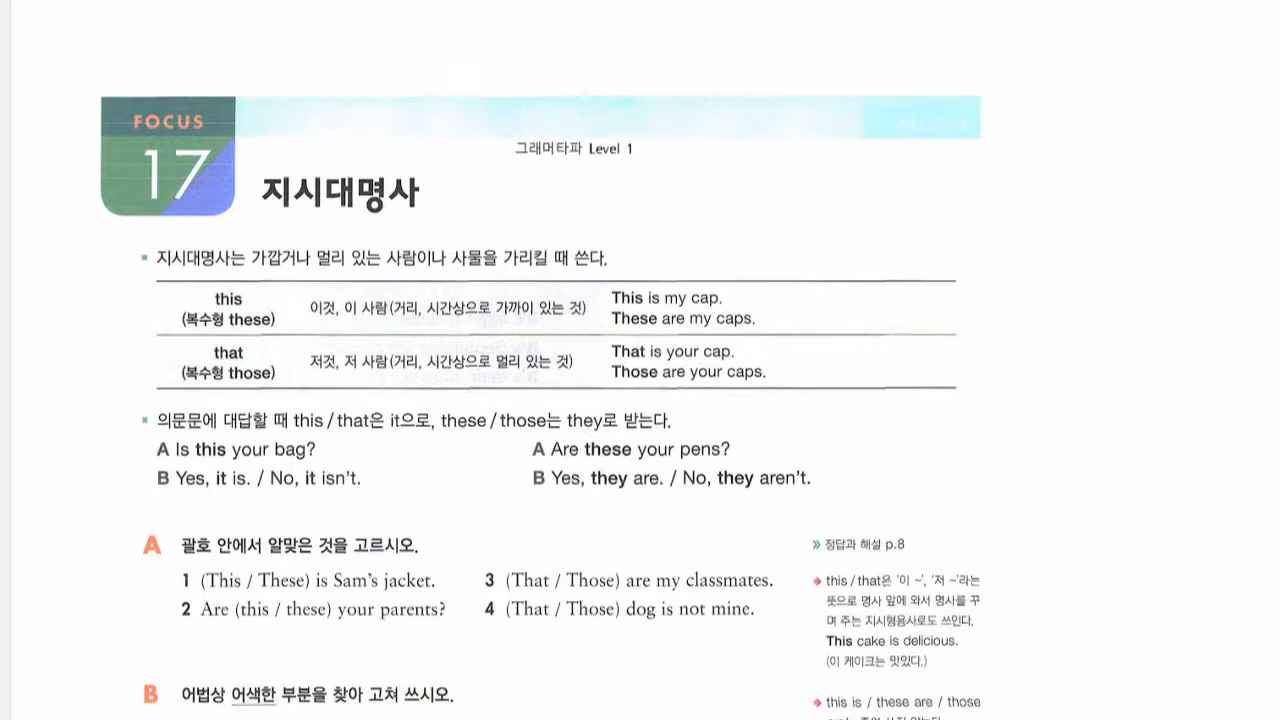 FOCUS
17
그래머타파 Level 1
지시대명사
지시대명사는 가깝거나 멀리 있는 사람이나 사물을 가리킬 때 쓴다.
this
(복수형 these)
이것, 이 사람(거리, 시간상으로 가까이 있는 것)
This is my cap.
These are my caps.
that
(복수형 those)
저것, 저 사람(거리, 시간상으로 멀리 있는 것)
That is your cap.
Those are your caps.
의문문에 대답할 때 this / that은 it으로, these / those는 they로 받는다.
A Is this your bag?
B Yes, it is. / No, it isn't.
A Are these your pens?
B Yes, they are. / No, they aren't.
A 괄호 안에서 알맞은 것을 고르시오.
1 (This / These) is Sam's jacket.
2 Are (this / these) your parents?
3 (That / Those) are my classmates.
4 (That / Those) dog is not mine.
» 정답과 해설 p.8
this / that은 '이 ~', '저 ~'라는
뜻으로 명사 앞에 와서 명사를 꾸
며 주는 지시형용사로도 쓰인다.
This cake is delicious.
(이 케이크는 맛있다.)
B 어법상 어색한 부분을 찾아 고쳐 쓰시오.
this is / these are / those